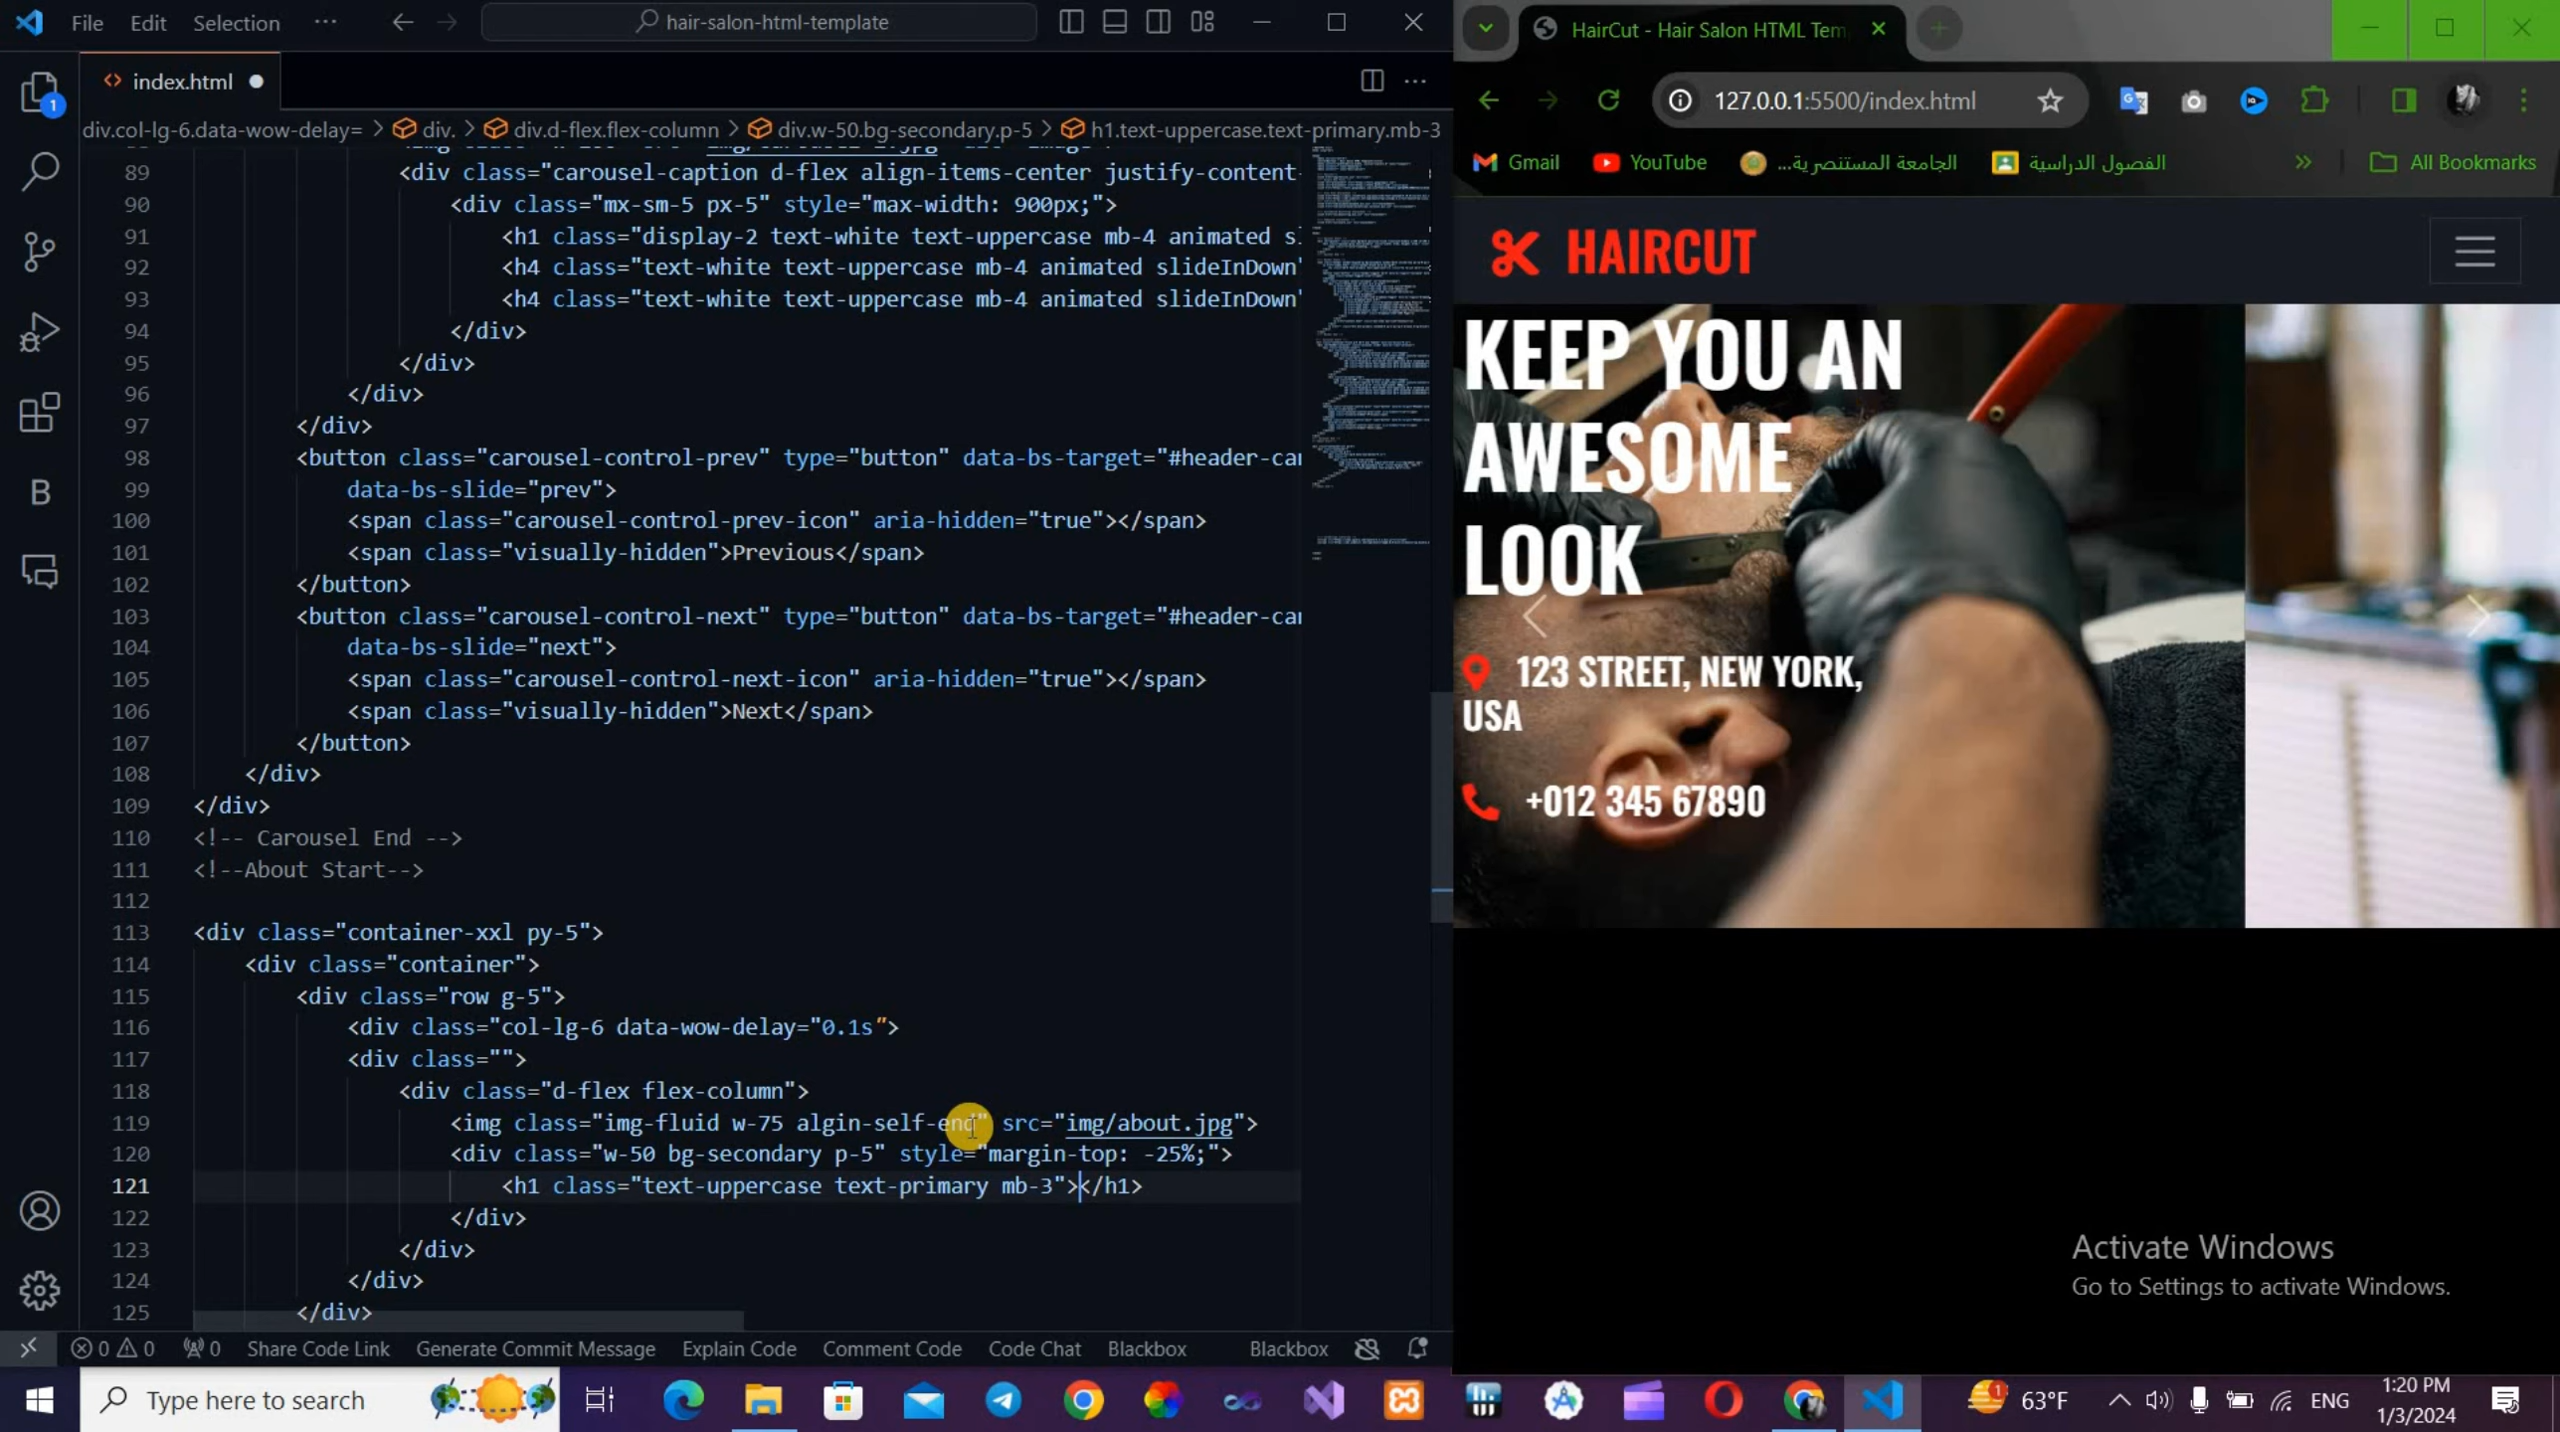 File Edit Selection ··· hair-salon-html-template
index.html
div.col-lg-6.data-wow-delay= > div. > div.d-flex.flex-column > div.w-50.bg-secondary.p-5 > h1.text-uppercase.text-primary.mb-3
89 <div class="carousel-caption d-flex align-items-center justify-content-
90 <div class="mx-sm-5 px-5" style="max-width: 900px;">
91 <h1 class="display-2 text-white text-uppercase mb-4 animated sl
92 <h4 class="text-white text-uppercase mb-4 animated slideInDown"
93 <h4 class="text-white text-uppercase mb-4 animated slideInDown"
94 </div>
95 </div>
96 </div>
97 </div>
98 <button class="carousel-control-prev" type="button" data-bs-target="#header-car
99 data-bs-slide="prev">
100 <span class="carousel-control-prev-icon" aria-hidden="true"></span>
101 <span class="visually-hidden">Previous</span>
102 </button>
103 <button class="carousel-control-next" type="button" data-bs-target="#header-car
104 data-bs-slide="next">
105 <span class="carousel-control-next-icon" aria-hidden="true"></span>
106 <span class="visually-hidden">Next</span>
107 </button>
108 </div>
109 </div>
110 <!-- Carousel End -->
111 <!--About Start-->
112
113 <div class="container-xxl py-5">
114 <div class="container">
115 <div class="row g-5">
116 <div class="col-lg-6 data-wow-delay="0.1s”>
117 <div class="">
118 <div class="d-flex flex-column">
119 <img class="img-fluid w-75 algin-self-end" src="img/about.jpg">
120 <div class="w-50 bg-secondary p-5" style="margin-top: -25%;">
121 <h1 class="text-uppercase text-primary mb-3"></h1>
122 </div>
123 </div>
124 </div>
125 </div>
0 0 0 Share Code Link Generate Commit Message Explain Code Comment Code Code Chat Blackbox Blackbox
HairCut - Hair Salon HTML Tem
127.0.0.1:5500/index.html
Gmail YouTube الجامعة المستنصرية... الفصول الدراسية » All Bookmarks
HAIRCUT
KEEP YOU AN
AWESOME
LOOK
123 STREET, NEW YORK,
USA
+012 345 67890
Activate Windows
Go to Settings to activate Windows.
Type here to search
63°F ENG
1:20 PM
1/3/2024